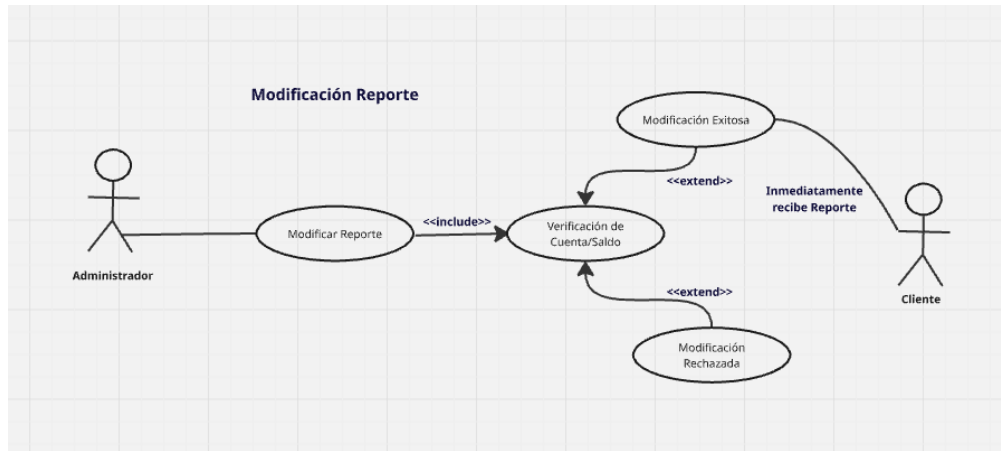 Modificación Reporte
Modificación Exitosa
<<extend>>
Inmediatamente
recibe Reporte
<<include>>
Modificar Reporte
Verificación de
Cuenta/Saldo
Administrador
<<extend>>
Cliente
Modificación
Rechazada